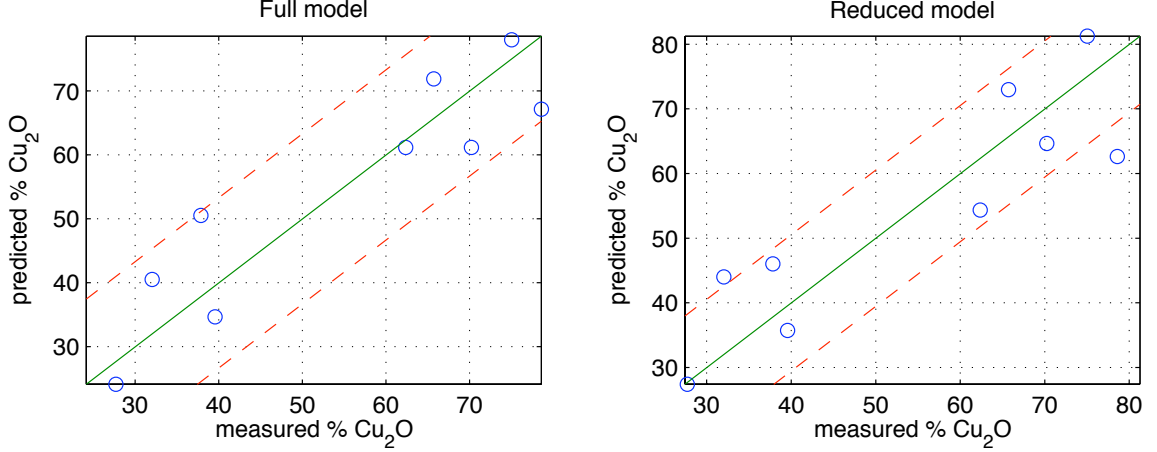 Full model
predicted % Cu₂O
70
60
50
40
30
30 40 50 60 70
measured % Cu₂O
Reduced model
predicted % Cu₂O
80
70
60
50
40
30
30 40 50 60 70 80
measured % Cu₂O